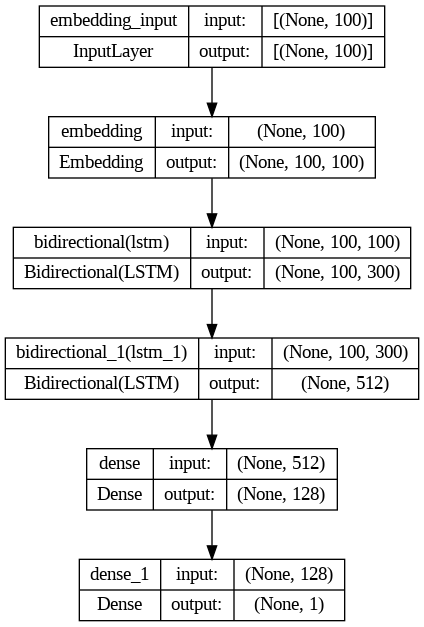 embedding_input input: [(None, 100)]
InputLayer output: [(None, 100)]
embedding input: (None, 100)
Embedding output: (None, 100, 100)
bidirectional(lstm) input: (None, 100, 100)
Bidirectional(LSTM) output: (None, 100, 300)
bidirectional_1(lstm_1) input: (None, 100, 300)
Bidirectional(LSTM) output: (None, 512)
dense input: (None, 512)
Dense output: (None, 128)
dense_1 input: (None, 128)
Dense output: (None, 1)